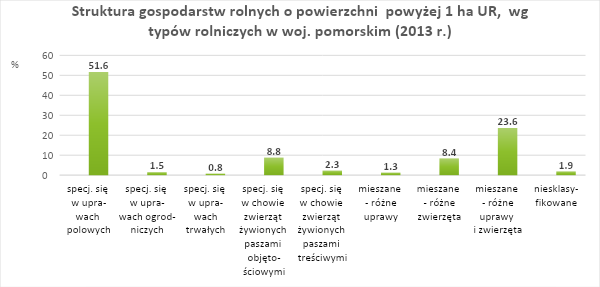 Struktura gospodarstw rolnych o powierzchni powyżej 1 ha UR, wg
typów rolniczych w woj. pomorskim (2013 r.)
%
60
50
40
30
20
10
0
51.6
1.5
0.8
8.8
2.3
1.3
8.4
23.6
1.9
specj. się
w upra-
wach
polowych
specj. się
w upra-
wach ogrod-
niczych
specj. się
w upra-
wach
trwałych
specj. się
w chowie
zwierząt
żywionych
paszami
objęto-
ściowymi
specj. się
w chowie
zwierząt
żywionych
paszami
treściwymi
mieszane
- różne
uprawy
mieszane
- różne
zwierzęta
mieszane
- różne
uprawy
i zwierzęta
niesklasy-
fikowane